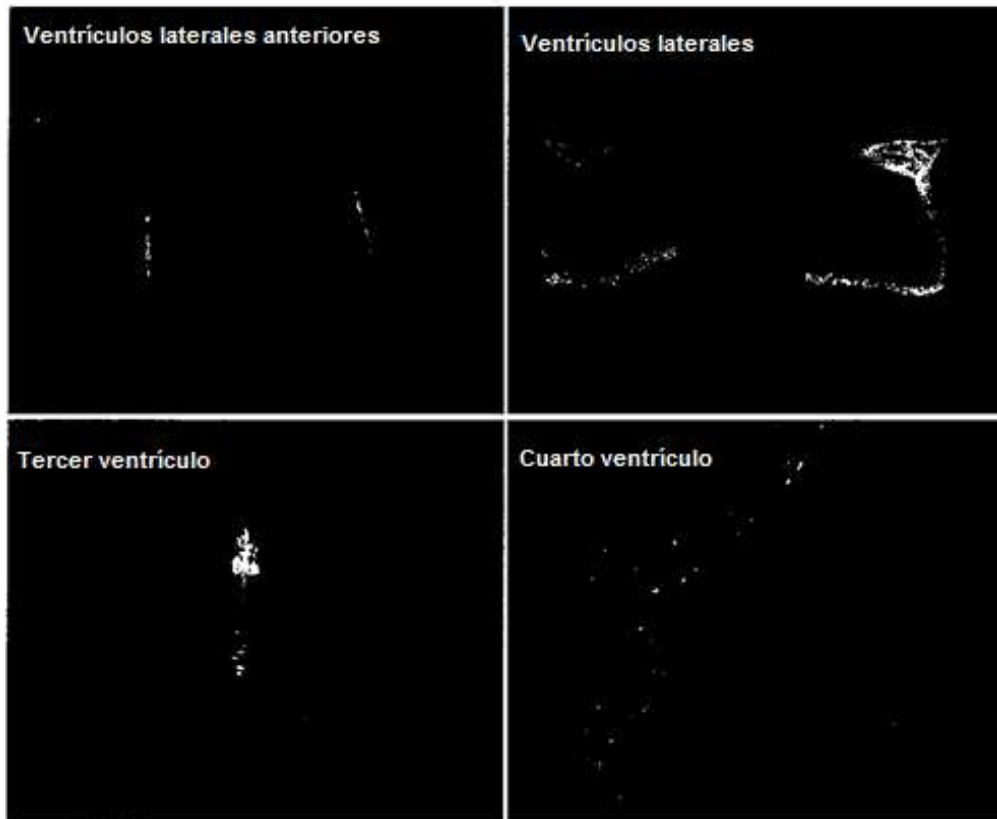 Ventrículos laterales anteriores
Ventrículos laterales
Tercer ventrículo
Cuarto ventrículo